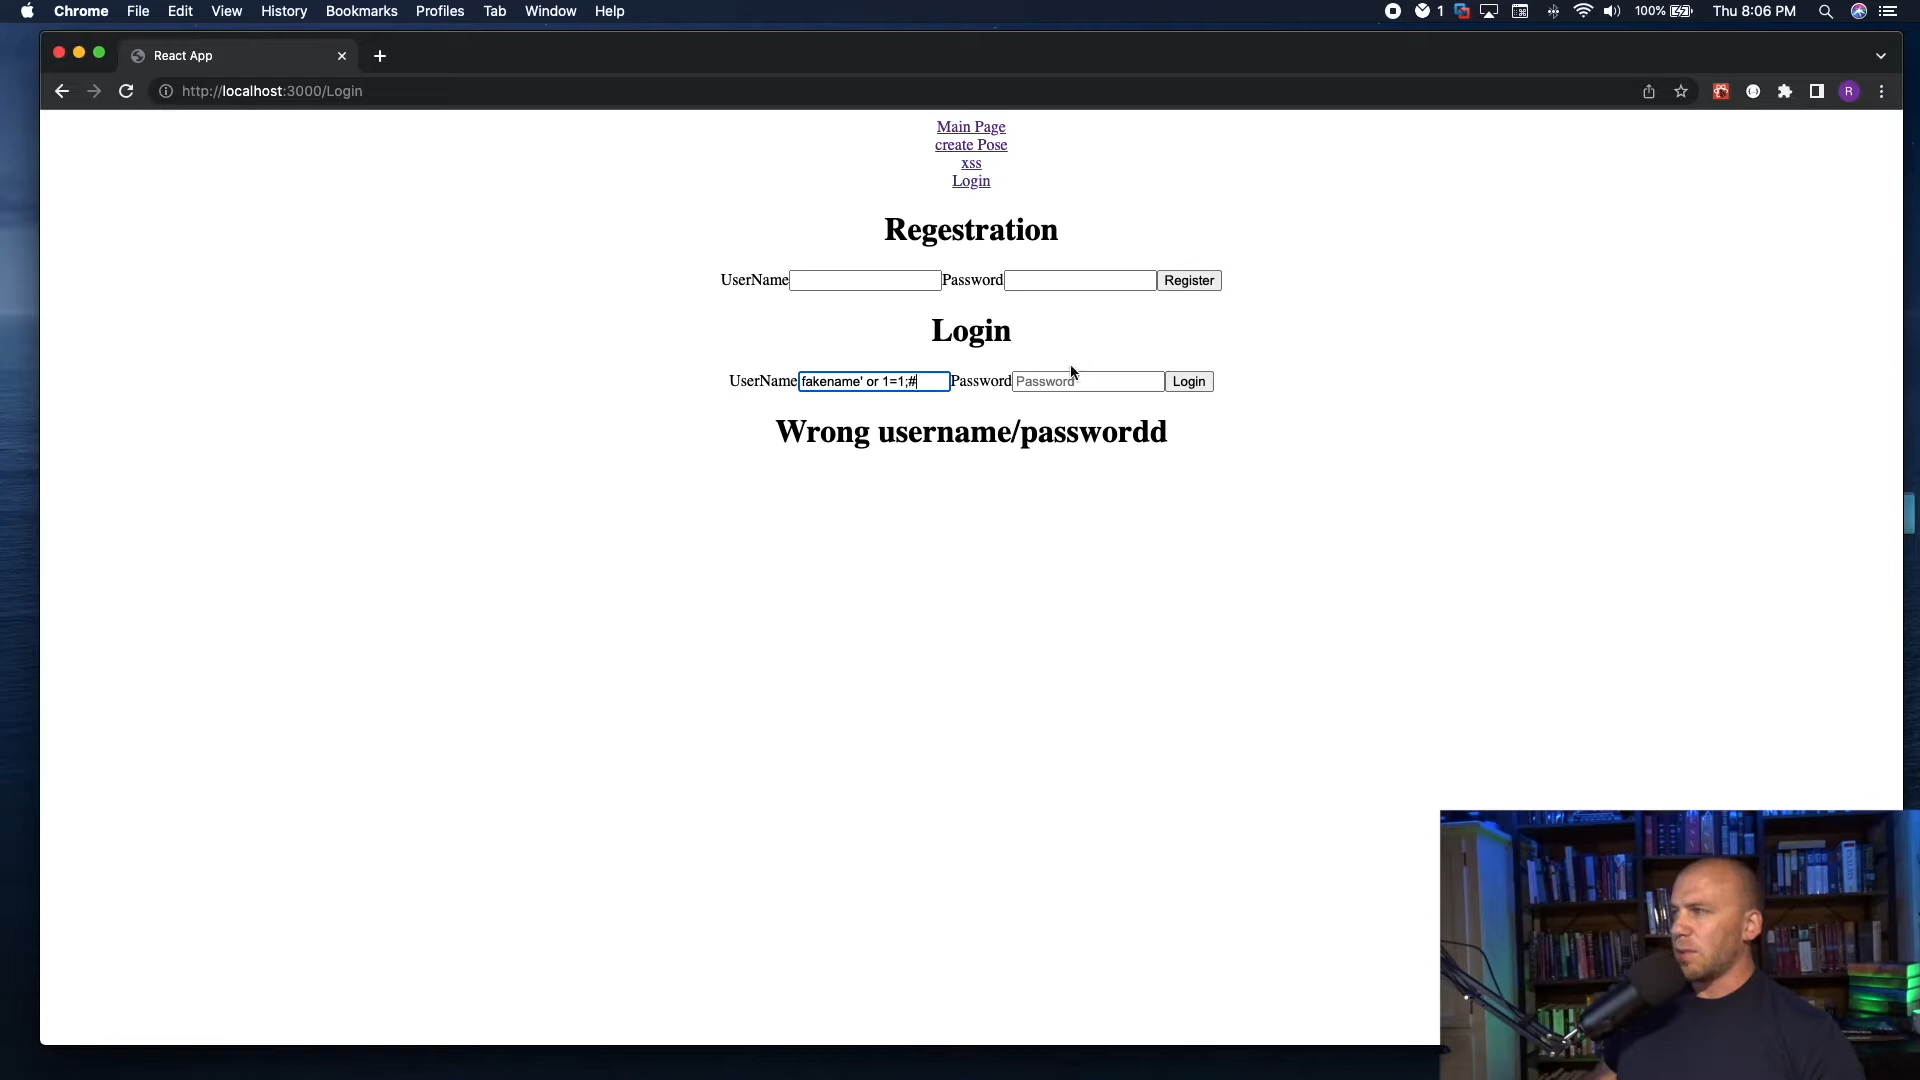 Chrome File Edit View History Bookmarks Profiles Tab Window Help 1 100% Thu 8:06 PM
React App
http://localhost:3000/Login R
Main Page
create Pose
xss
Login
Regestration
UserName Password Register
Login
UserName fakename' or 1=1;# Password Password Login
Wrong username/passwordd